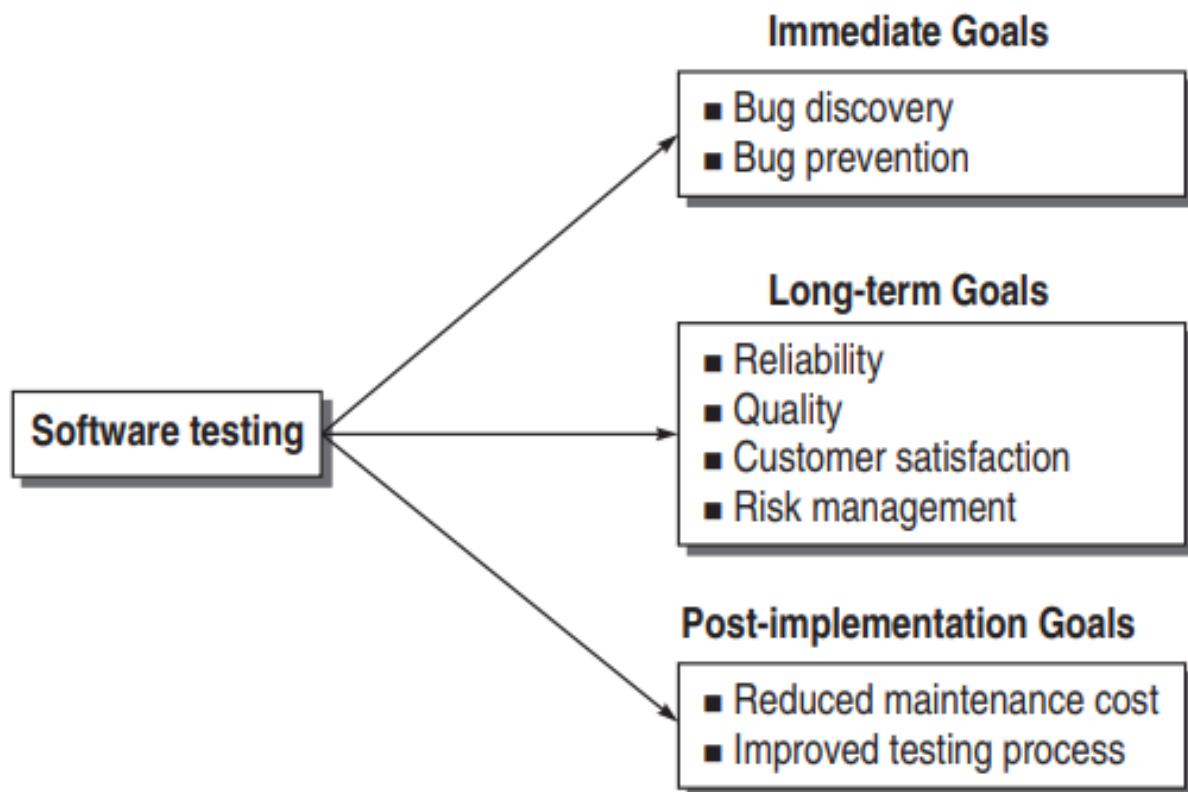 Immediate Goals
■ Bug discovery
■ Bug prevention
Long-term Goals
■ Reliability
■ Quality
■ Customer satisfaction
■ Risk management
Software testing
Post-implementation Goals
■ Reduced maintenance cost
■ Improved testing process